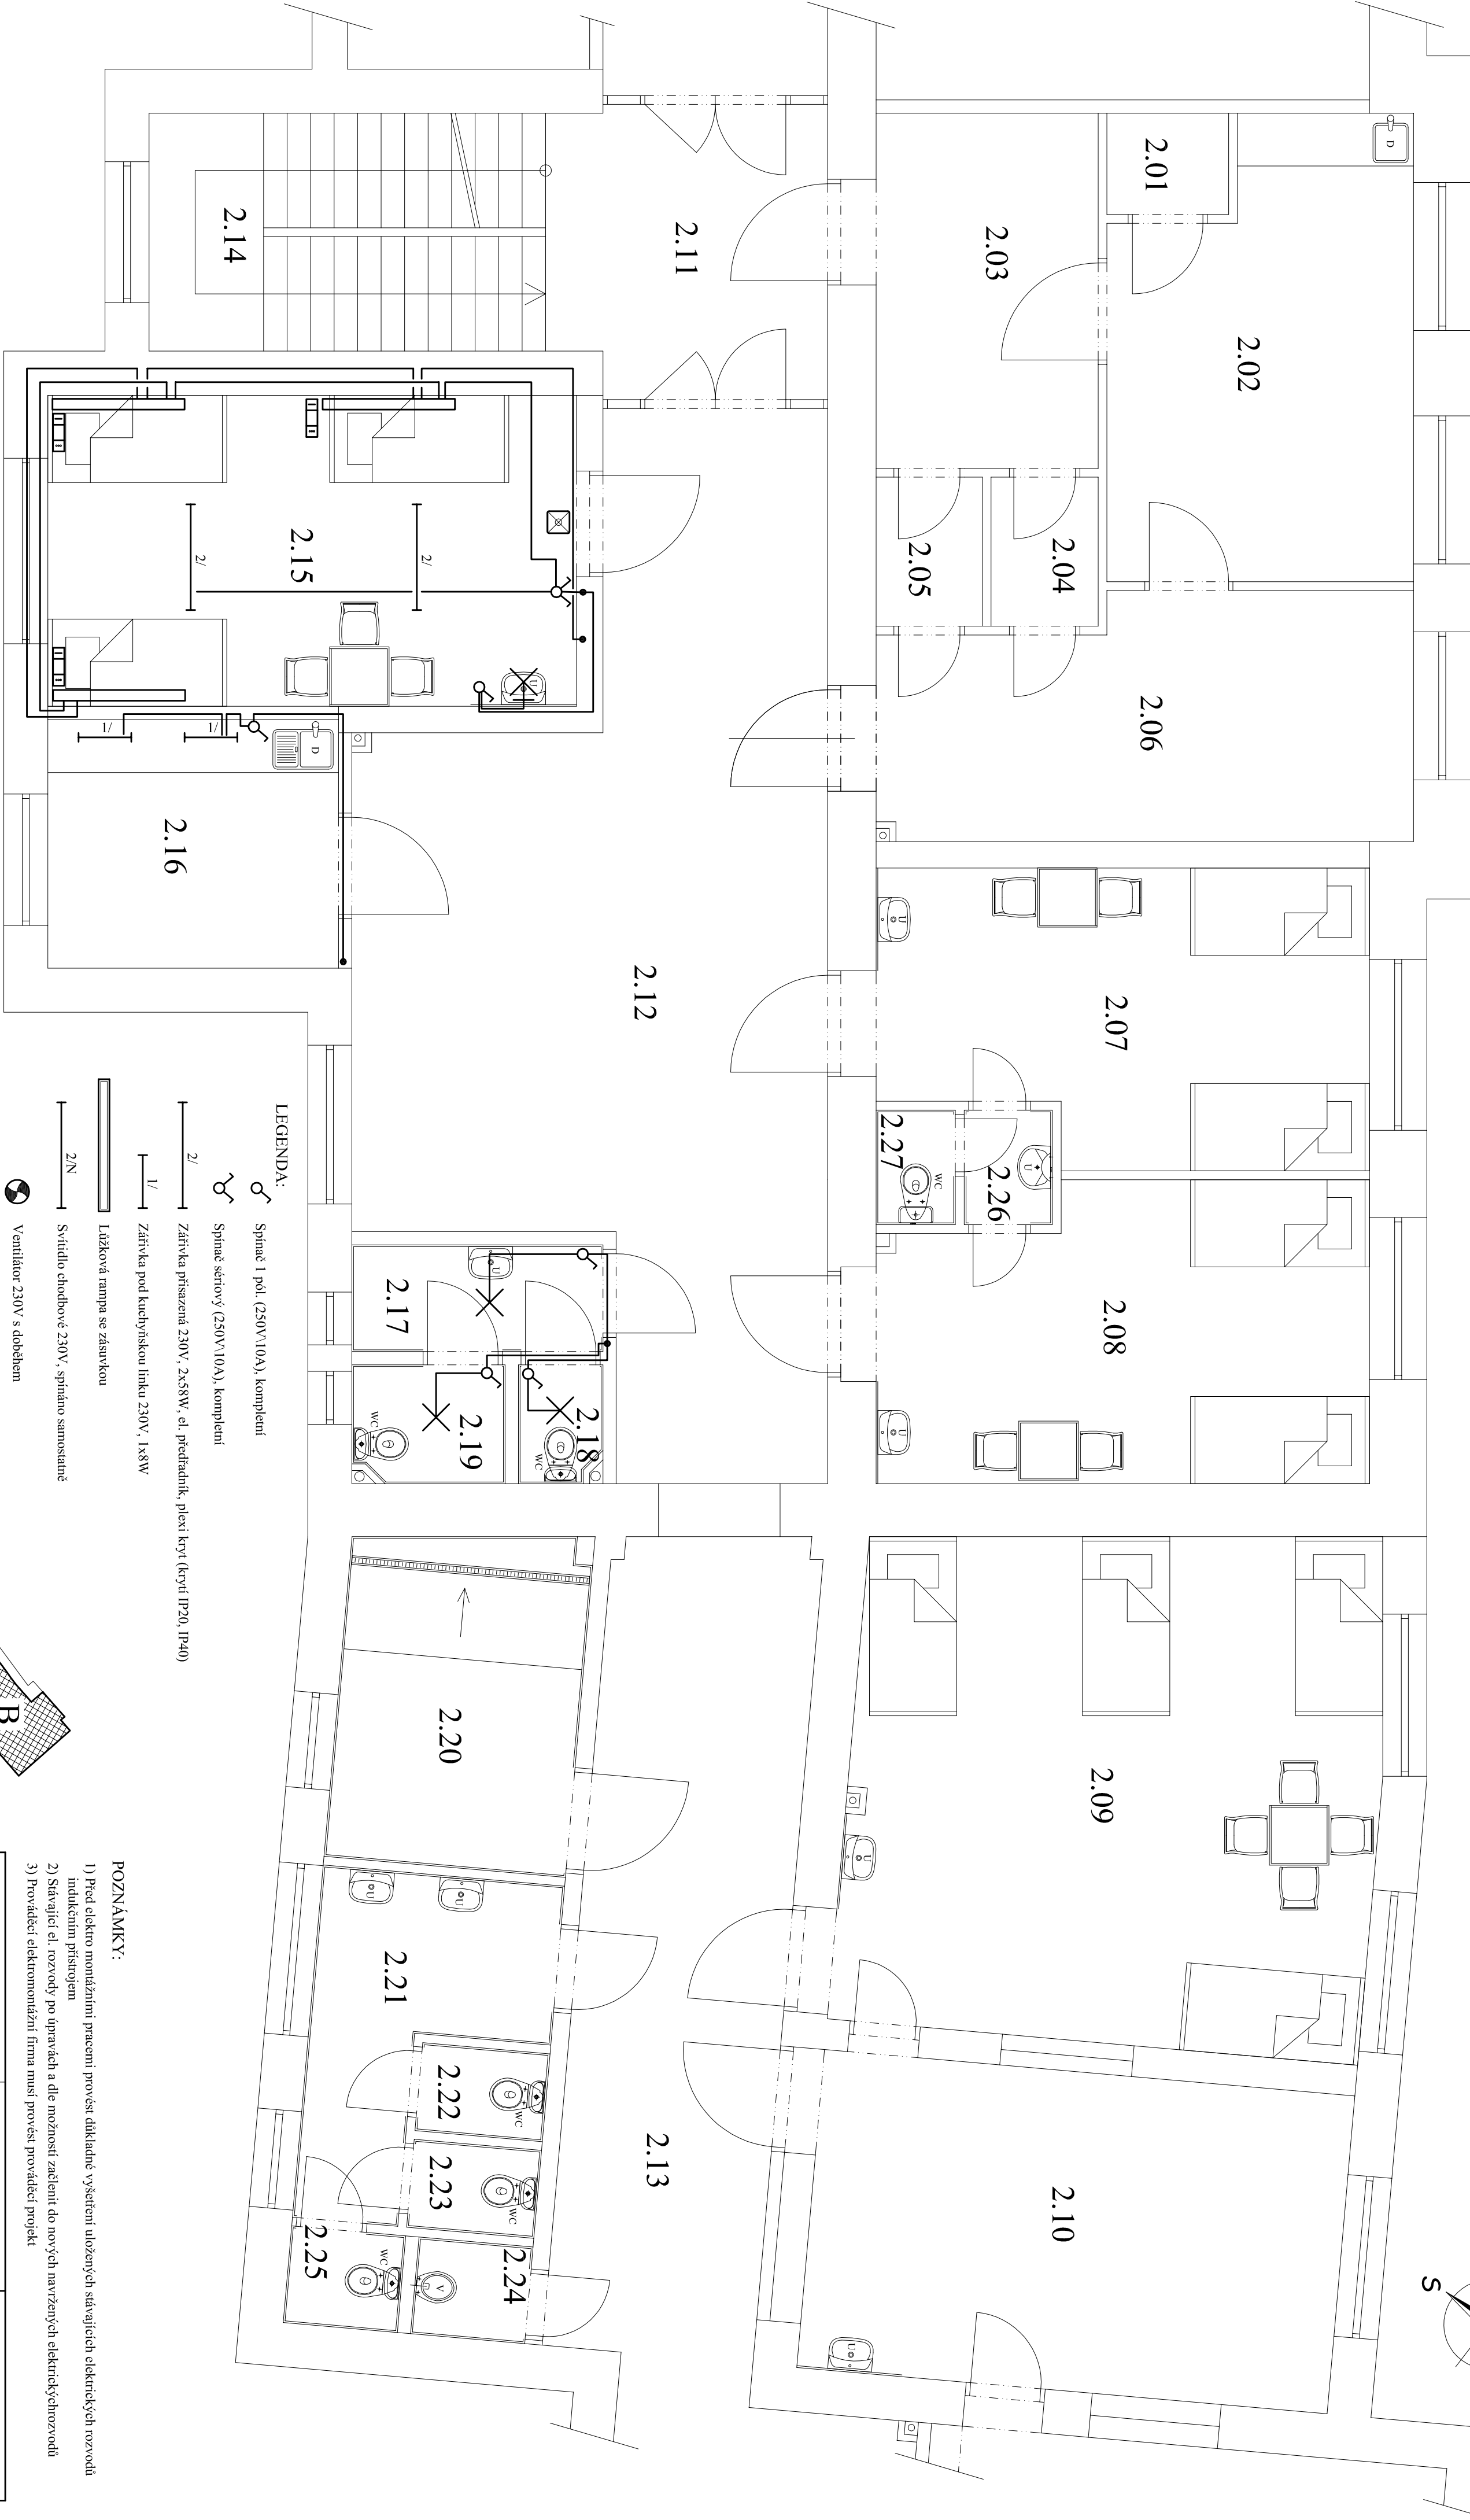 2.01
2.02
2.03
2.04
2.05
2.06
2.07
2.08
2.09
2.10
2.11
2.12
2.13
2.14
2.15
2.16
2.17
2.18
2.19
2.20
2.21
2.22
2.23
2.24
2.25
2.26
2.27
D
D
U
U
U
U
U
U
U
U
U
U
WC
WC
WC
WC
WC
WC
V
2/
2/
1/
1/
S
B
LEGENDA:
Spínač 1 pól. (250V\10A), kompletní
Spínač sériový (250V\10A), kompletní
2/ Zářivka přisazená 230V, 2x58W, el. předřadník, plexi kryt (krytí IP20, IP40)
1/ Zářivka pod kuchyňskou linku 230V, 1x8W
Lůžková rampa se zásuvkou
2/N Svítidlo chodbové 230V, spínáno samostatně
Ventilátor 230V s doběhem
POZNÁMKY:
1) Před elektro montážními pracemi provést důkladné vyšetření uložených stávajících elektrických rozvodů
indukčním přístrojem
2) Stávající el. rozvody po úpravách a dle možností začlenit do nových navržených elektrickýchrozvodů
3) Prováděcí elektromontážní firma musí provést prováděcí projekt